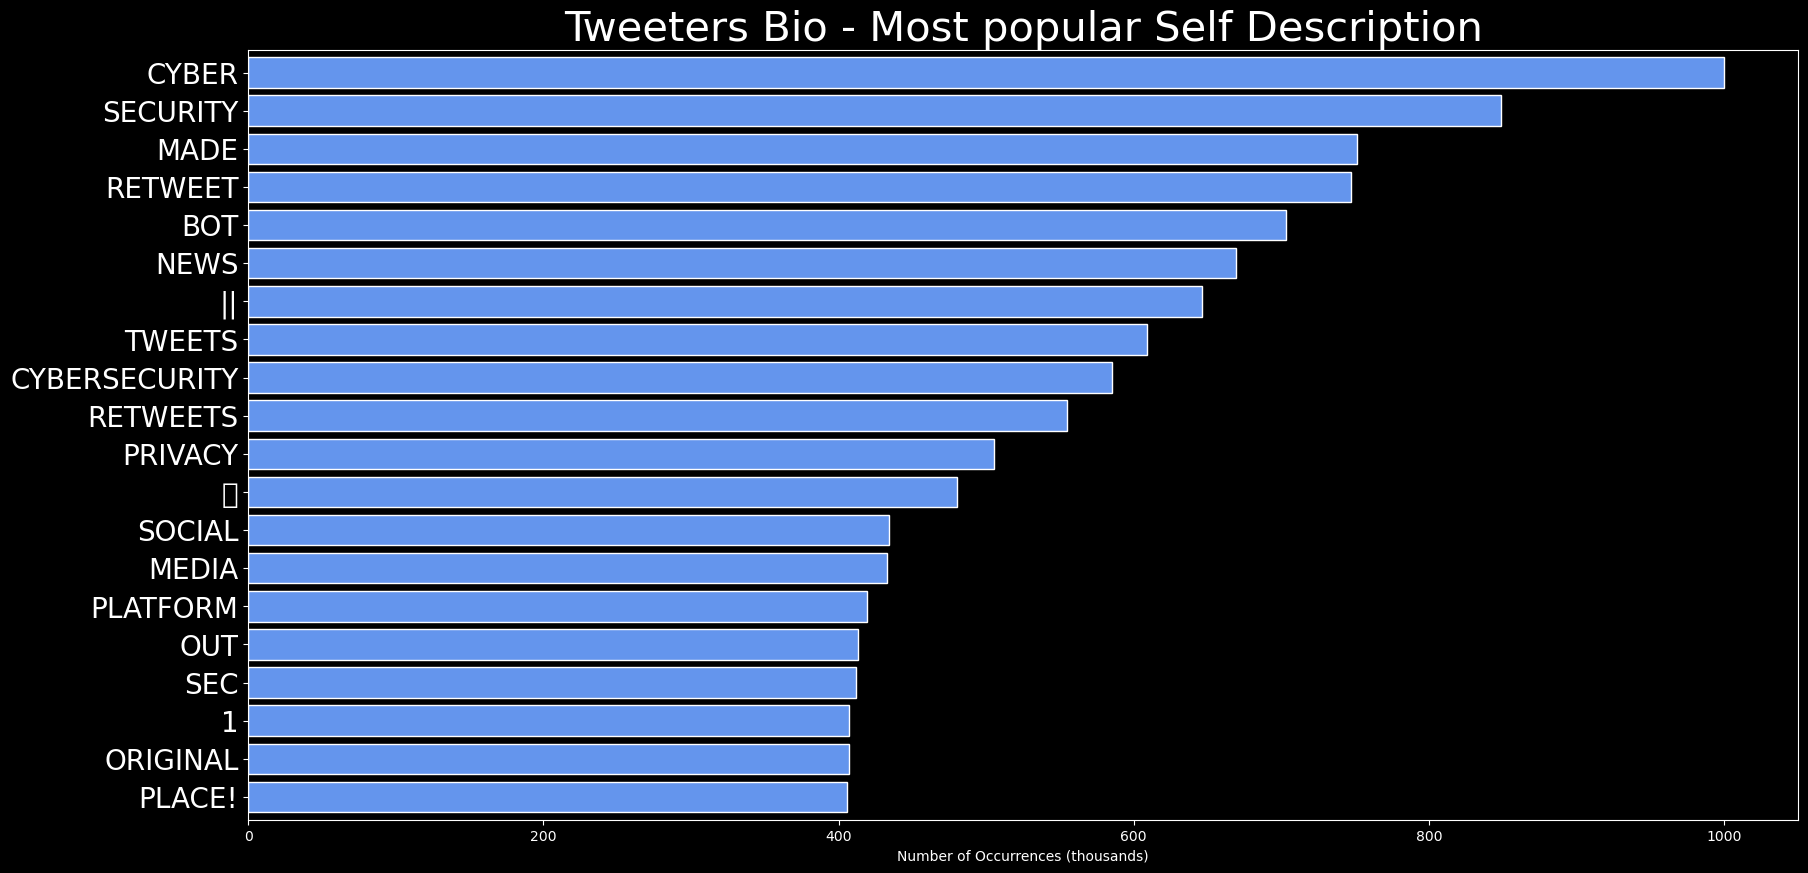 Tweeters Bio - Most popular Self Description
CYBER
SECURITY
MADE
RETWEET
BOT
NEWS
||
TWEETS
CYBERSECURITY
RETWEETS
PRIVACY
SOCIAL
MEDIA
PLATFORM
OUT
SEC
1
ORIGINAL
PLACE!
0 200 400 600 800 1000
Number of Occurrences (thousands)